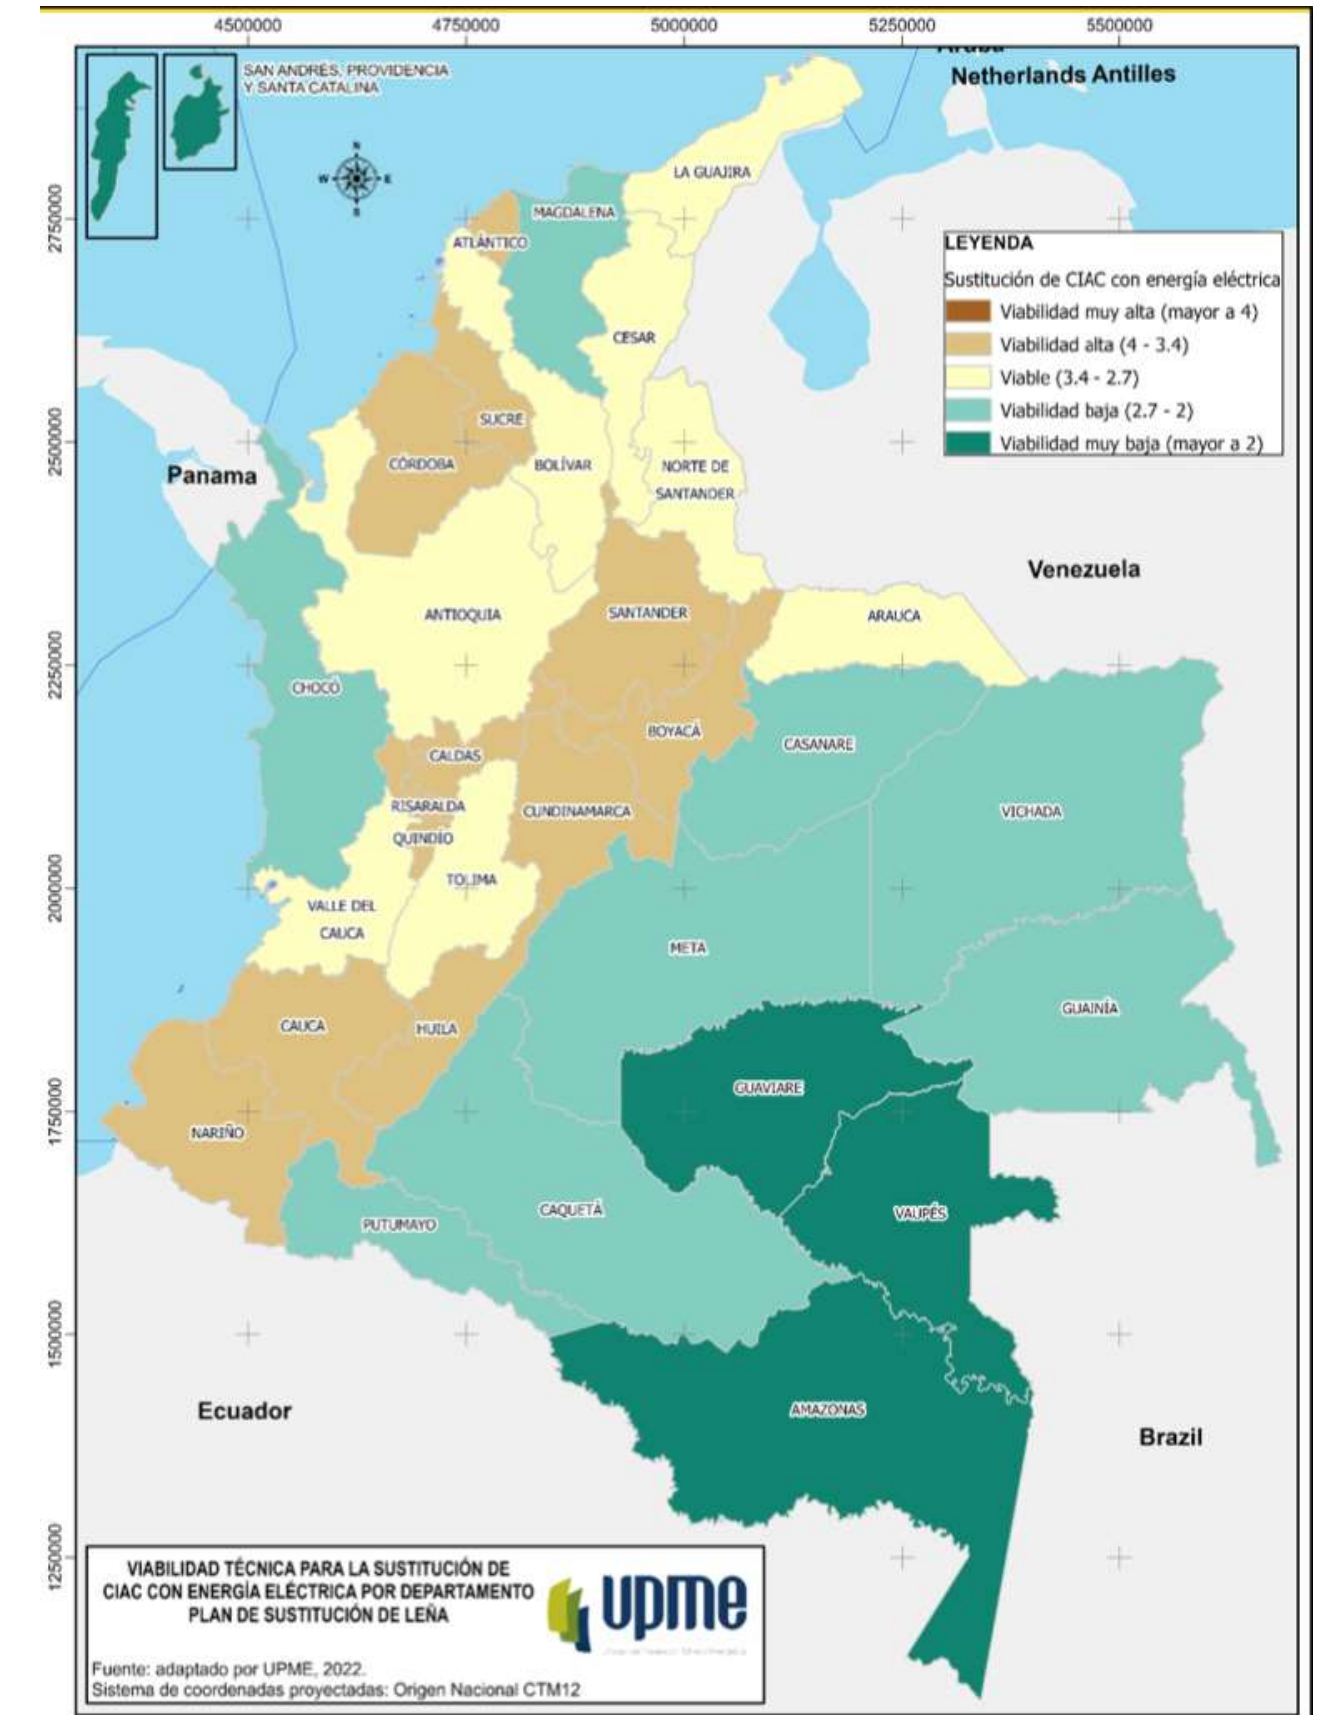 4500000
4750000
5000000
5250000
5500000
SAN ANDRÉS, PROVIDENCIA
Y SANTA CATALINA
Aruba
Netherlands Antilles
N
W
E
S
LA GUAJIRA
MAGDALENA
ATLÁNTICO
2750000
LEYENDA
Sustitución de CIAC con energía eléctrica
Viabilidad muy alta (mayor a 4)
Viabilidad alta (4 - 3.4)
Viable (3.4 - 2.7)
Viabilidad baja (2.7 - 2)
Viabilidad muy baja (mayor a 2)
CESAR
SUCRE
2500000
CÓRDOBA
BOLÍVAR
NORTE DE
SANTANDER
Panama
Venezuela
ANTIOQUIA
SANTANDER
ARAUCA
2250000
CHOCÓ
BOYACÁ
CASANARE
CALDAS
RISARALDA
CUNDINAMARCA
VICHADA
QUINDÍO
TOLIMA
2000000
VALLE DEL
CAUCA
META
GUAINÍA
CAUCA
HUILA
GUAVIARE
1750000
NARIÑO
CAQUETÁ
VAUPÉS
PUTUMAYO
1500000
Ecuador
AMAZONAS
Brazil
1250000
VIABILIDAD TÉCNICA PARA LA SUSTITUCIÓN DE
CIAC CON ENERGÍA ELÉCTRICA POR DEPARTAMENTO
PLAN DE SUSTITUCIÓN DE LEÑA
upme
Fuente: adaptado por UPME, 2022.
Sistema de coordenadas proyectadas: Origen Nacional CTM12